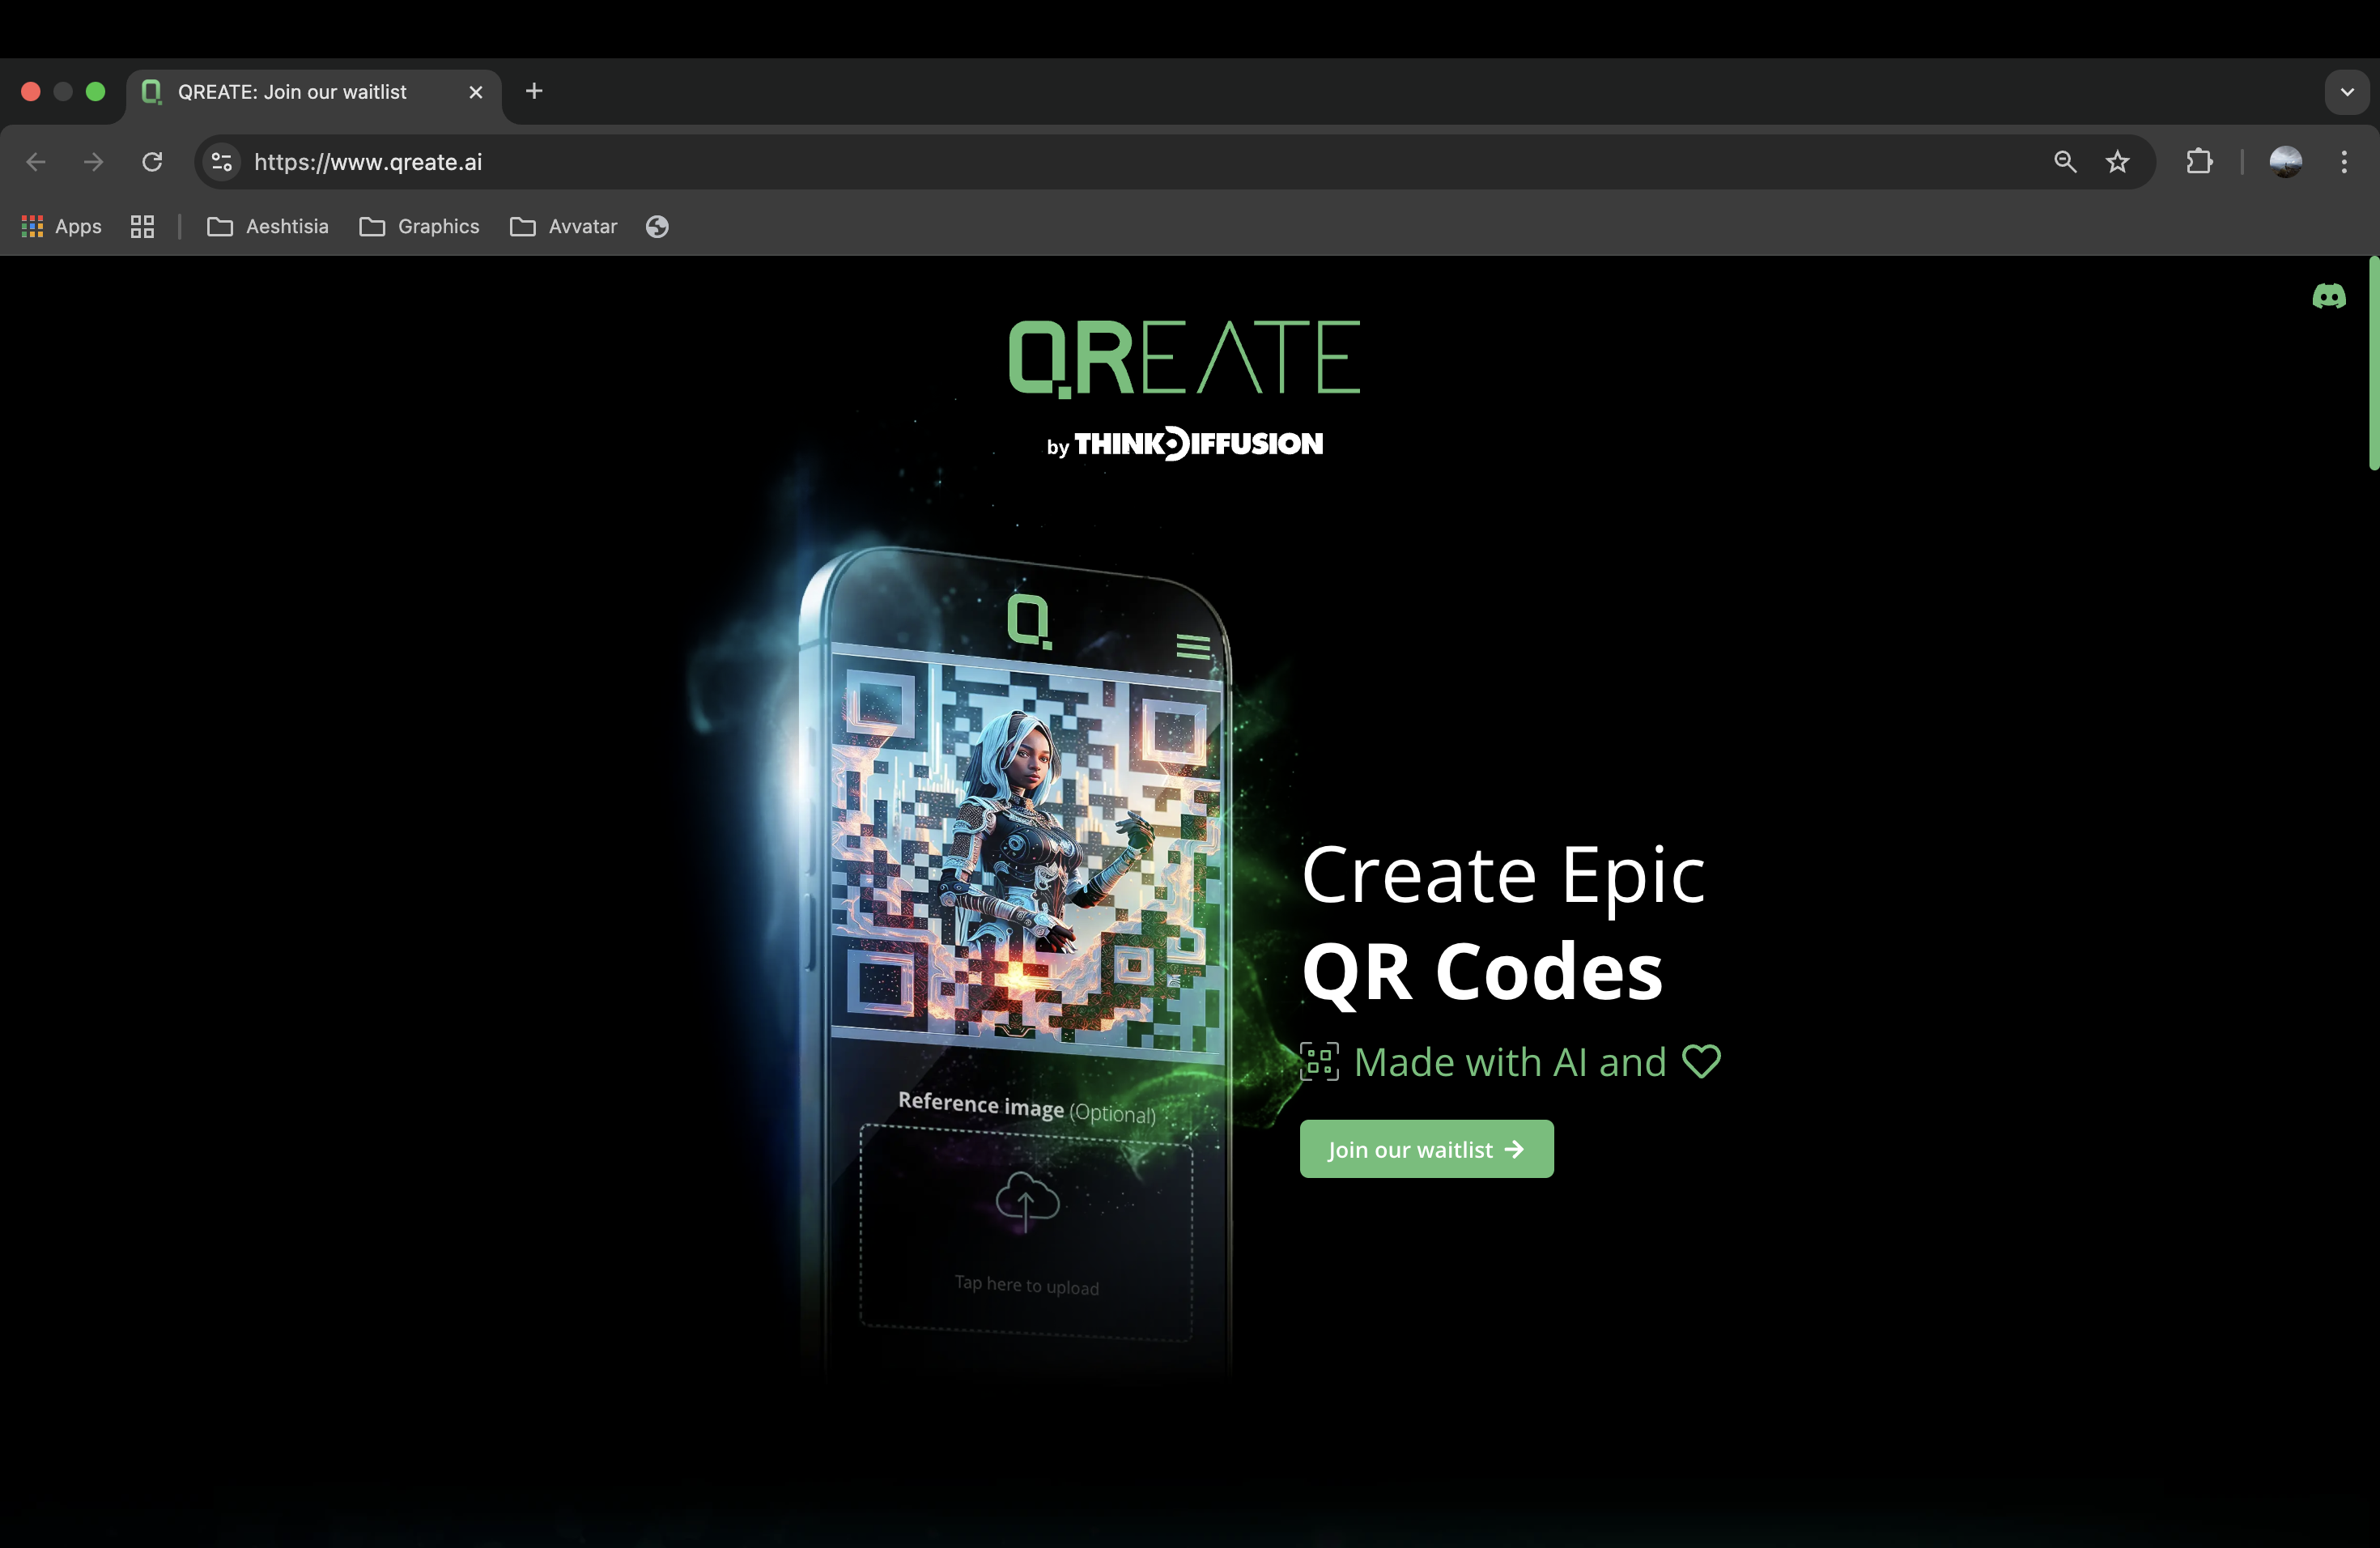 QREATE: Join our waitlist
https://www.qreate.ai
Apps
Aeshtisia
Graphics
Avvatar
QREATE
by THINKDIFFUSION
Q
Create Epic
QR Codes
Made with AI and
Join our waitlist
Reference image (Optional)
Tap here to upload